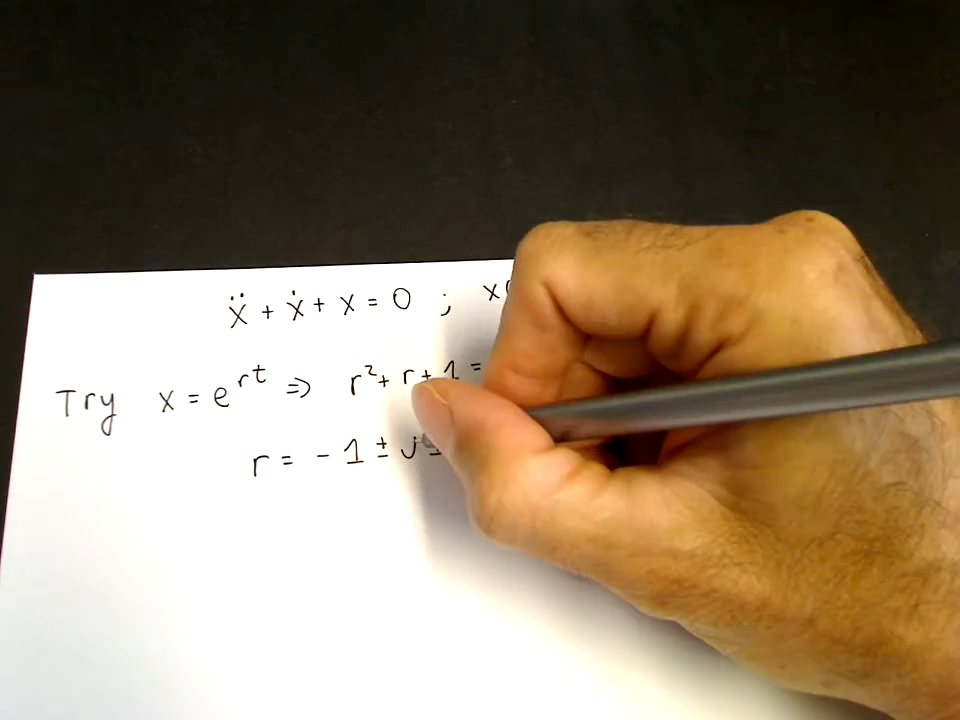 ẍ + ẋ + x = 0 ; x(
Try x = e^{rt} ⇒ r² + r + 1 =
r = - 1 ± j